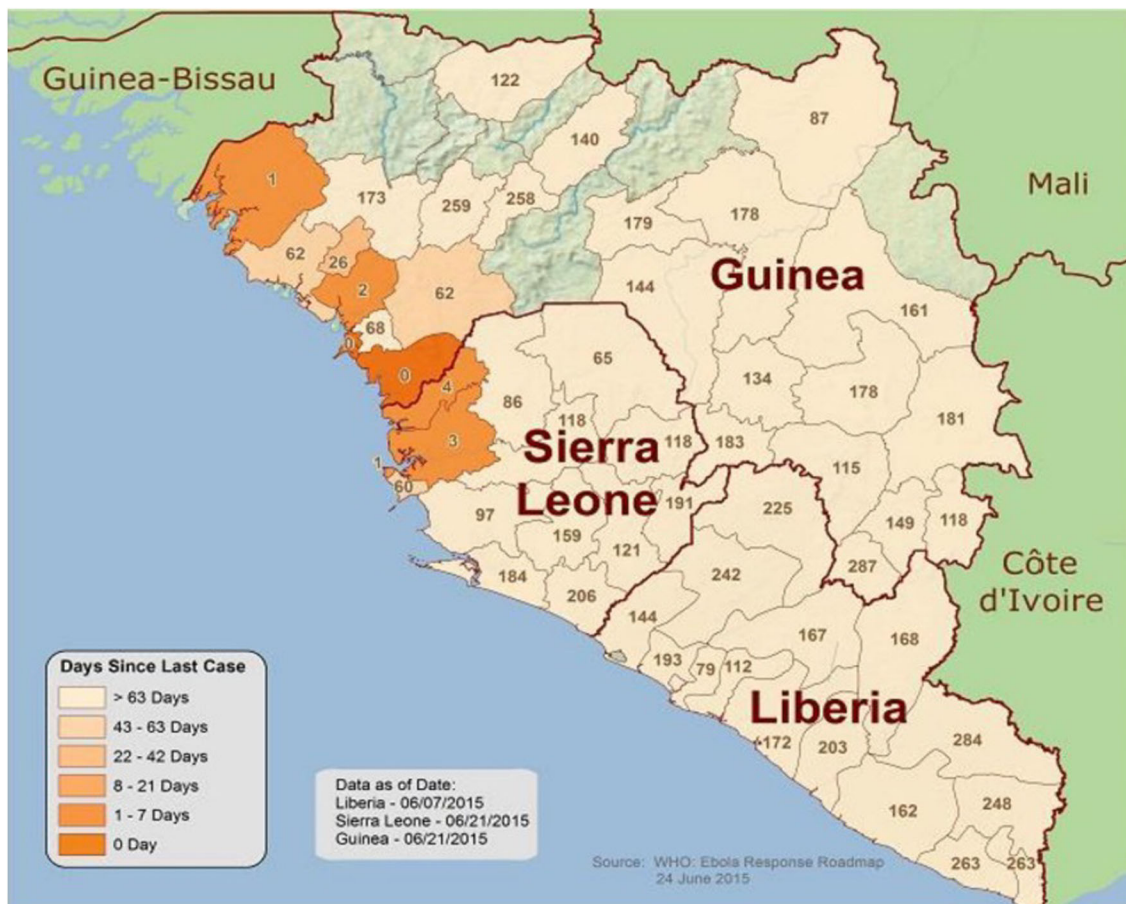 Guinea-Bissau
122
87
140
Mali
1
173
259
258
179
178
62
26
2
62
144
Guinea
161
68
0
0
4
65
86
134
178
118
181
3
Sierra
118
183
1
60
115
Leone
191
225
97
149
118
159
121
287
Côte
d'Ivoire
184
206
242
144
167
168
193
79
112
Liberia
172
203
284
162
248
263
263
Days Since Last Case
> 63 Days
43 - 63 Days
22 - 42 Days
8 - 21 Days
1 - 7 Days
0 Day
Data as of Date:
Liberia - 06/07/2015
Sierra Leone - 06/21/2015
Guinea - 06/21/2015
Source: WHO: Ebola Response Roadmap
24 June 2015